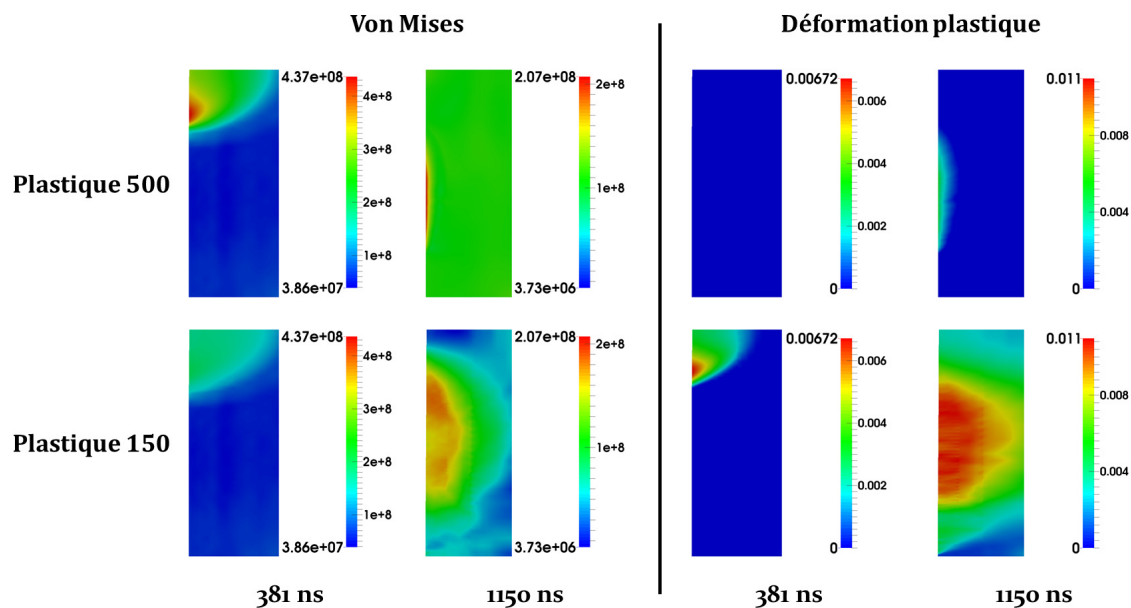 Von Mises
Déformation plastique
Plastique 500
4.37e+08
4e+8
3e+8
2e+8
1e+8
3.86e+07
2.07e+08
2e+8
1e+8
3.73e+06
0.00672
0.006
0.004
0.002
0
0.011
0.008
0.004
0
Plastique 150
4.37e+08
4e+8
3e+8
2e+8
1e+8
3.86e+07
2.07e+08
2e+8
1e+8
3.73e+06
0.00672
0.006
0.004
0.002
0
0.011
0.008
0.004
0
381 ns
1150 ns
381 ns
1150 ns